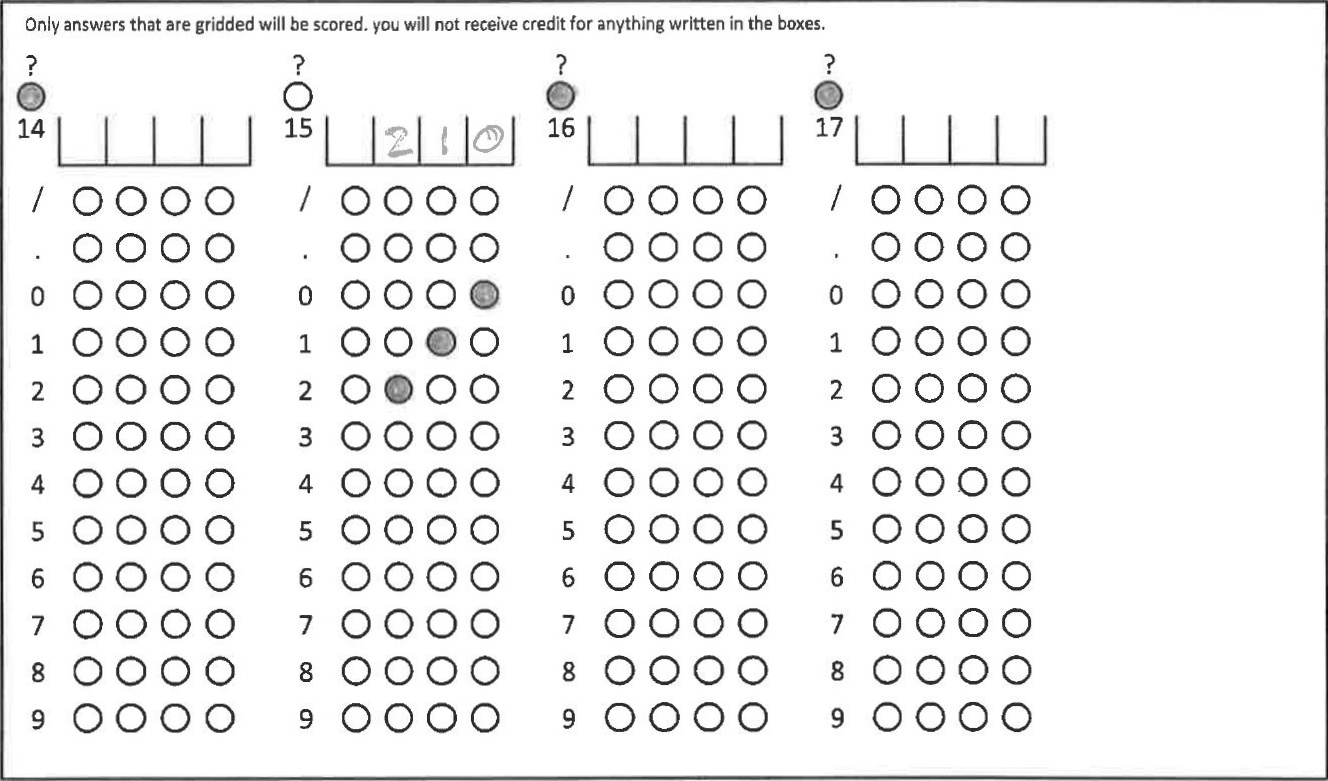 Only answers that are gridded will be scored. you will not receive credit for anything written in the boxes.
? ? ? ?
14 15 2 1 0 16 17
/ / / /
. . . .
0 0 0 0
1 1 1 1
2 2 2 2
3 3 3 3
4 4 4 4
5 5 5 5
6 6 6 6
7 7 7 7
8 8 8 8
9 9 9 9